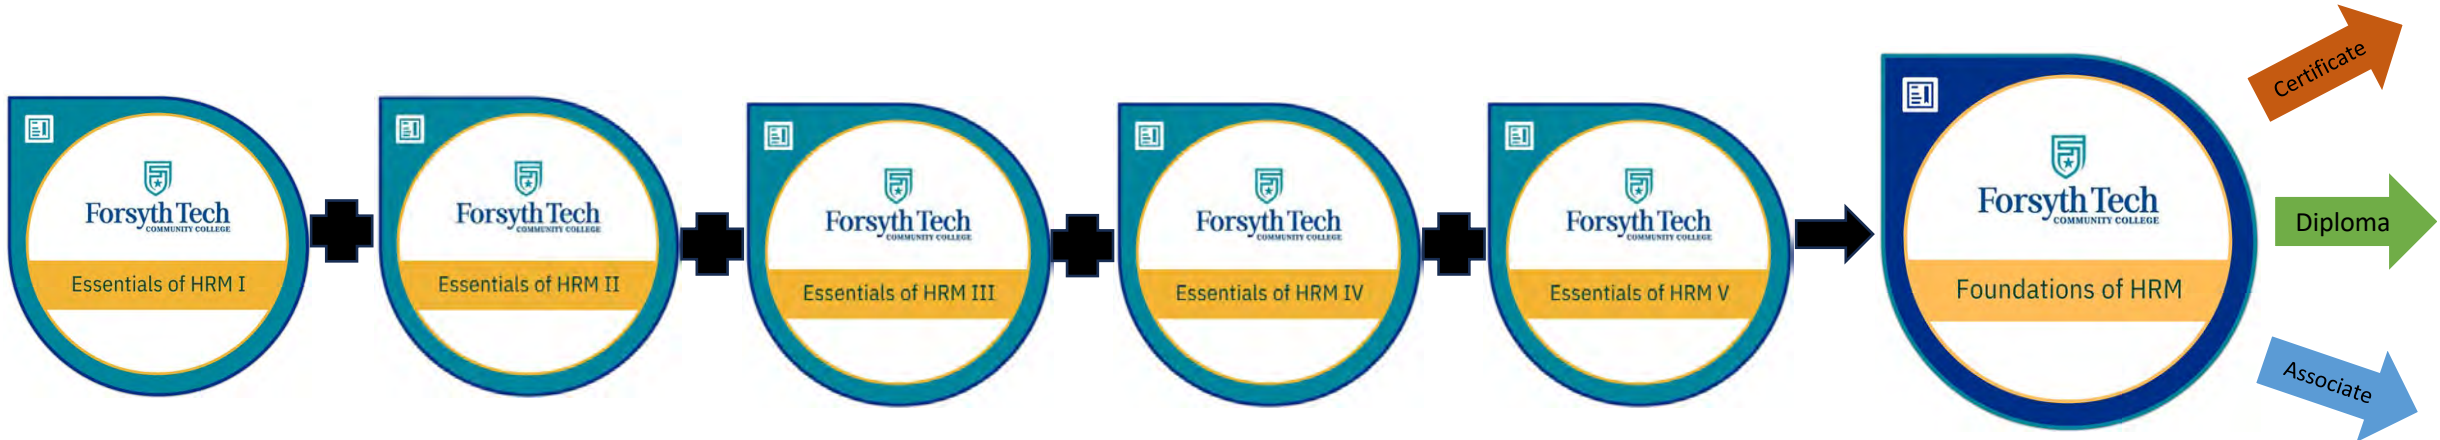 Forsyth Tech
COMMUNITY COLLEGE
Essentials of HRM I
Forsyth Tech
COMMUNITY COLLEGE
Essentials of HRM II
Forsyth Tech
COMMUNITY COLLEGE
Essentials of HRM III
Forsyth Tech
COMMUNITY COLLEGE
Essentials of HRM IV
Forsyth Tech
COMMUNITY COLLEGE
Essentials of HRM V
Forsyth Tech
COMMUNITY COLLEGE
Foundations of HRM
Certificate
Diploma
Associate